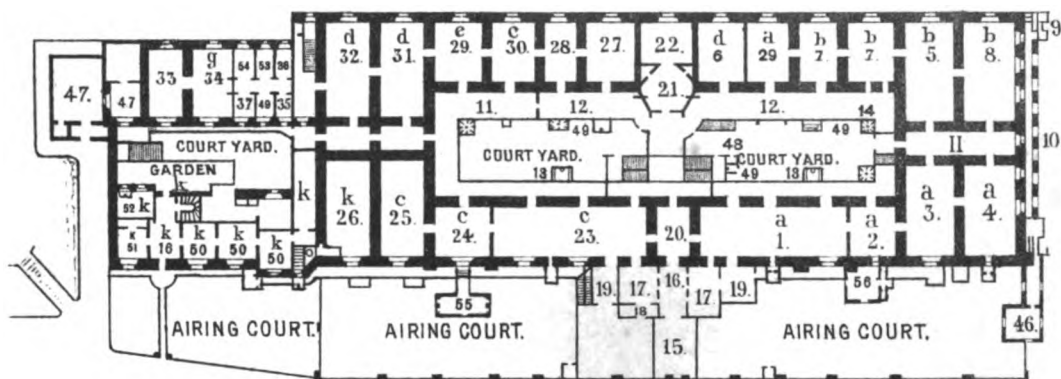 d e c d a b b b b 9
32. 31. 29. 30. 28. 27. 22. 6 29 7. 7. 5. 8.
33 g 34 54 53 36
47. 47 37 49 35 21.
11. 12. 12. 14
49 49 II 10
COURT YARD. COURT YARD. COURT YARD.
48
GARDEN 13 49 13
k k k c a a
52 26. 25. 3. 4.
c c a a
k k k k k 24. 23. 20. 1. 2.
51 16 50 50 50
55 19. 17. 16. 17. 19. 56
18 46.
AIRING COURT. AIRING COURT. AIRING COURT.
15.